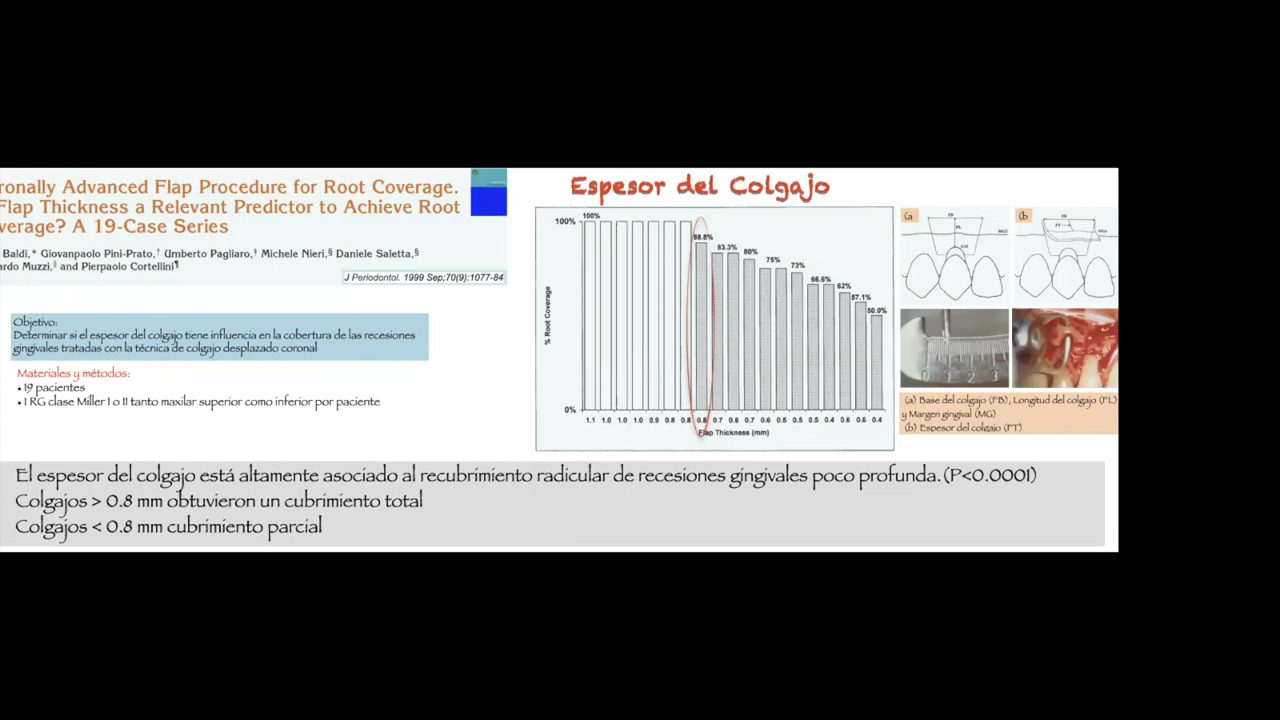 ronally Advanced Flap Procedure for Root Coverage.
Flap Thickness a Relevant Predictor to Achieve Root
verage? A 19-Case Series
Baldi,* Giovanpaolo Pini-Prato,† Umberto Pagliaro,† Michele Nieri,§ Daniele Saletta,§
ardo Muzzi,|| and Pierpaolo Cortellini¶
J Periodontol. 1999 Sep;70(9):1077-84
Objetivo:
Determinar si el espesor del colgajo tiene influencia en la cobertura de las recesiones
gingivales tratadas con la técnica de colgajo desplazado coronal
Materiales y métodos:
• 19 pacientes
• 1 RG clase Miller I o II tanto maxilar superior como inferior por paciente
Espesor del Colgajo
100%
100%
88.8%
83.3%
80%
75%
73%
66.6%
62%
57.1%
50.0%
% Root Coverage
0%
1.1 1.0 1.0 1.0 0.9 0.8 0.8 0.8 0.7 0.8 0.7 0.6 0.5 0.5 0.4 0.6 0.6 0.4
Flap Thickness (mm)
(a
(b
(a) Base del colgajo (FB), Longitud del colgajo (FL)
y Margen gingival (MG)
(b) Espesor del colgajo (FT)
0 1 2 3
El espesor del colgajo está altamente asociado al recubrimiento radicular de recesiones gingivales poco profunda. (P<0.0001)
Colgajos > 0.8 mm obtuvieron un cubrimiento total
Colgajos < 0.8 mm cubrimiento parcial